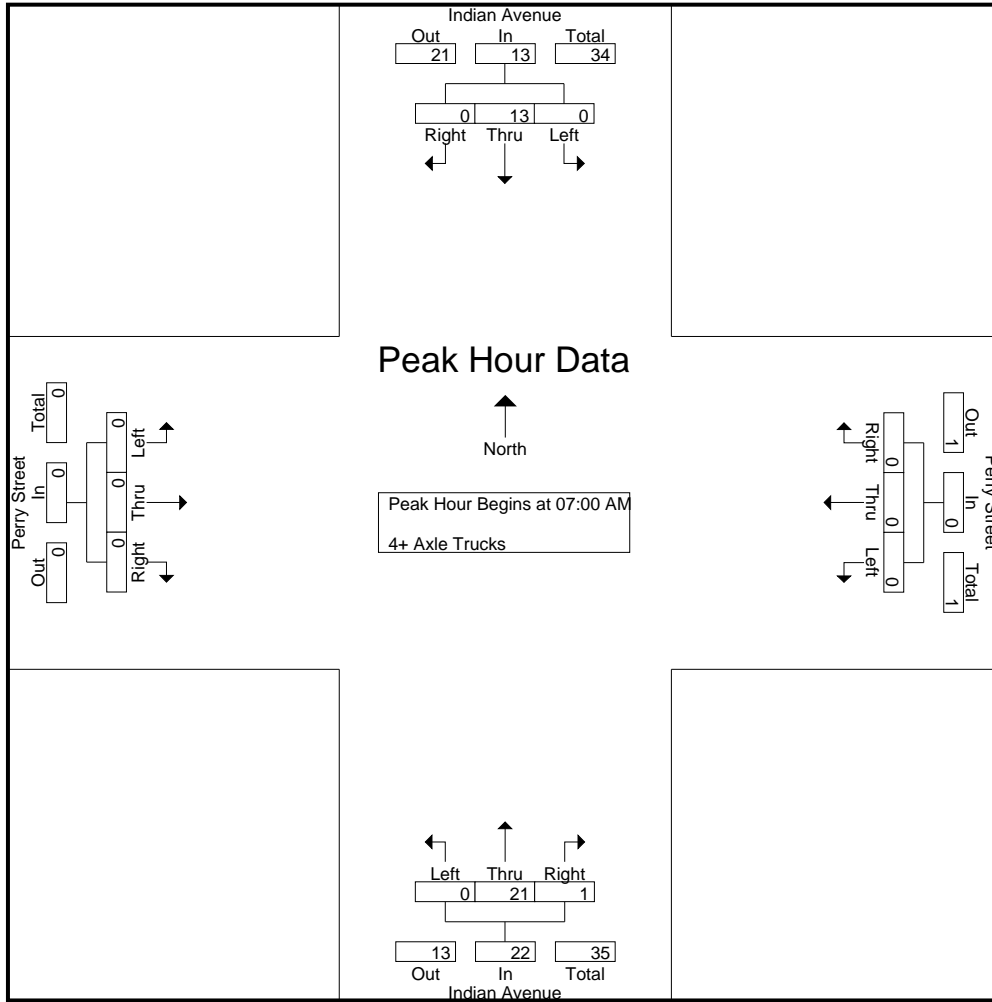 Indian Avenue
Out In Total
21 13 34
0 13 0
Right Thru Left
Peak Hour Data
North
Peak Hour Begins at 07:00 AM
4+ Axle Trucks
Perry Street
Total In Out
0 0 0
0 0 0
Left Thru Right
Right Thru Left
0 0 0
Out In Total
1 0 1
Perry Street
Left Thru Right
0 21 1
13 22 35
Out In Total
Indian Avenue